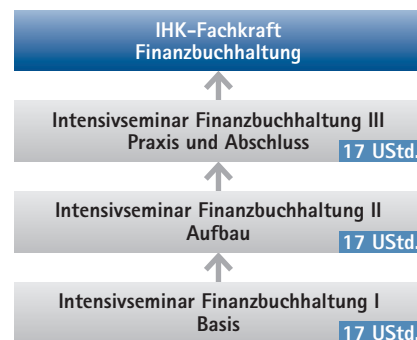 IHK-Fachkraft
Finanzbuchhaltung
Intensivseminar Finanzbuchhaltung III
Praxis und Abschluss
17 UStd.
Intensivseminar Finanzbuchhaltung II
Aufbau
17 UStd.
Intensivseminar Finanzbuchhaltung I
Basis
17 UStd.